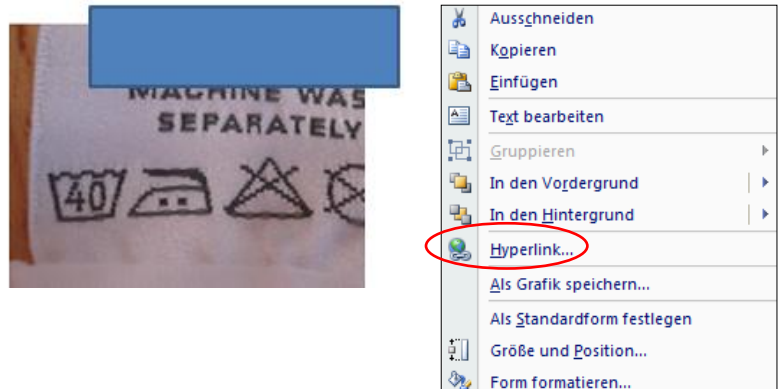 MACHINE WAS
SEPARATELY
40
Ausschneiden
Kopieren
Einfügen
Text bearbeiten
Gruppieren
In den Vordergrund
In den Hintergrund
Hyperlink...
Als Grafik speichern...
Als Standardform festlegen
Größe und Position...
Form formatieren...